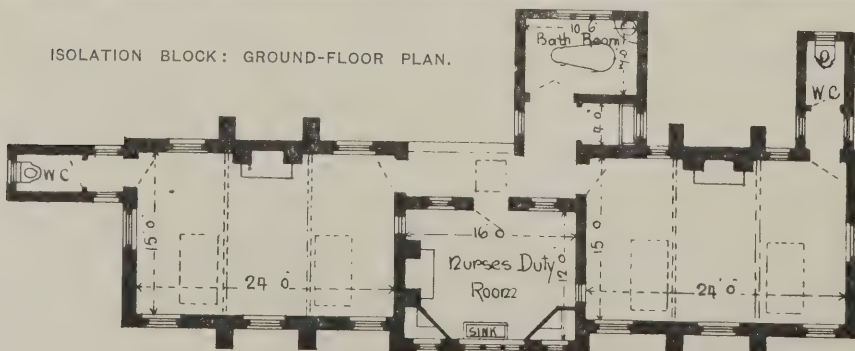 ISOLATION BLOCK: GROUND-FLOOR PLAN.
10.6
Bath Room
7.0
W.C
4.0
W.C
15.0
24.0
16.0
Nurses Duty
Room
12.0
SINK
15.0
24.0